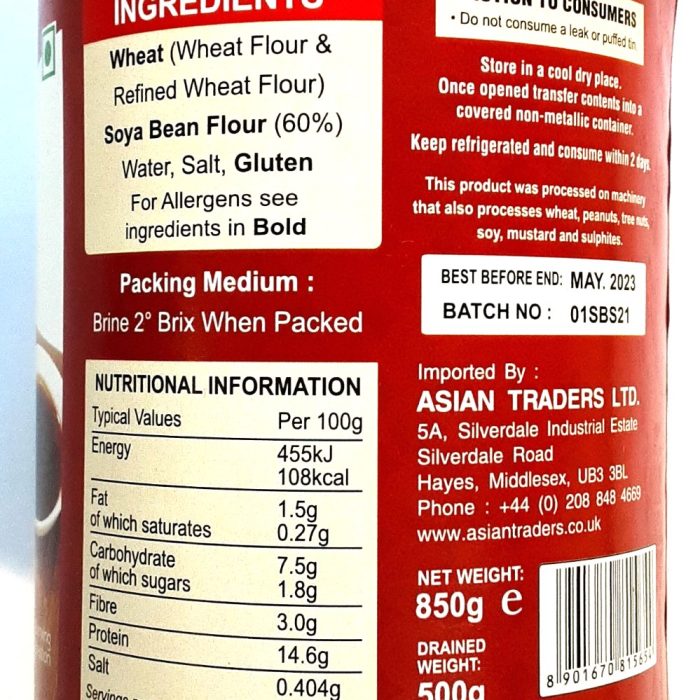 INGREDIENTS
Wheat (Wheat Flour &
Refined Wheat Flour)
Soya Bean Flour (60%)
Water, Salt, Gluten
For Allergens see
ingredients in Bold
Packing Medium :
Brine 2° Brix When Packed
NUTRITIONAL INFORMATION
Typical Values Per 100g
Energy 455kJ
108kcal
Fat 1.5g
of which saturates 0.27g
Carbohydrate 7.5g
of which sugars 1.8g
Fibre 3.0g
Protein 14.6g
Salt 0.404g
Servings
TO CONSUMERS
• Do not consume a leak or puffed tin
Store in a cool dry place.
Once opened transfer contents into a
covered non-metallic container.
Keep refrigerated and consume within 2 days.
This product was processed on machinery
that also processes wheat, peanuts, tree nuts,
soy, mustard and sulphites.
BEST BEFORE END: MAY. 2023
BATCH NO : 01SBS21
Imported By :
ASIAN TRADERS LTD.
5A, Silverdale Industrial Estate
Silverdale Road
Hayes, Middlesex, UB3 3BL
Phone : +44 (0) 208 848 4669
www.asiantraders.co.uk
NET WEIGHT:
850g e
DRAINED
WEIGHT:
500g
8 901670 815654